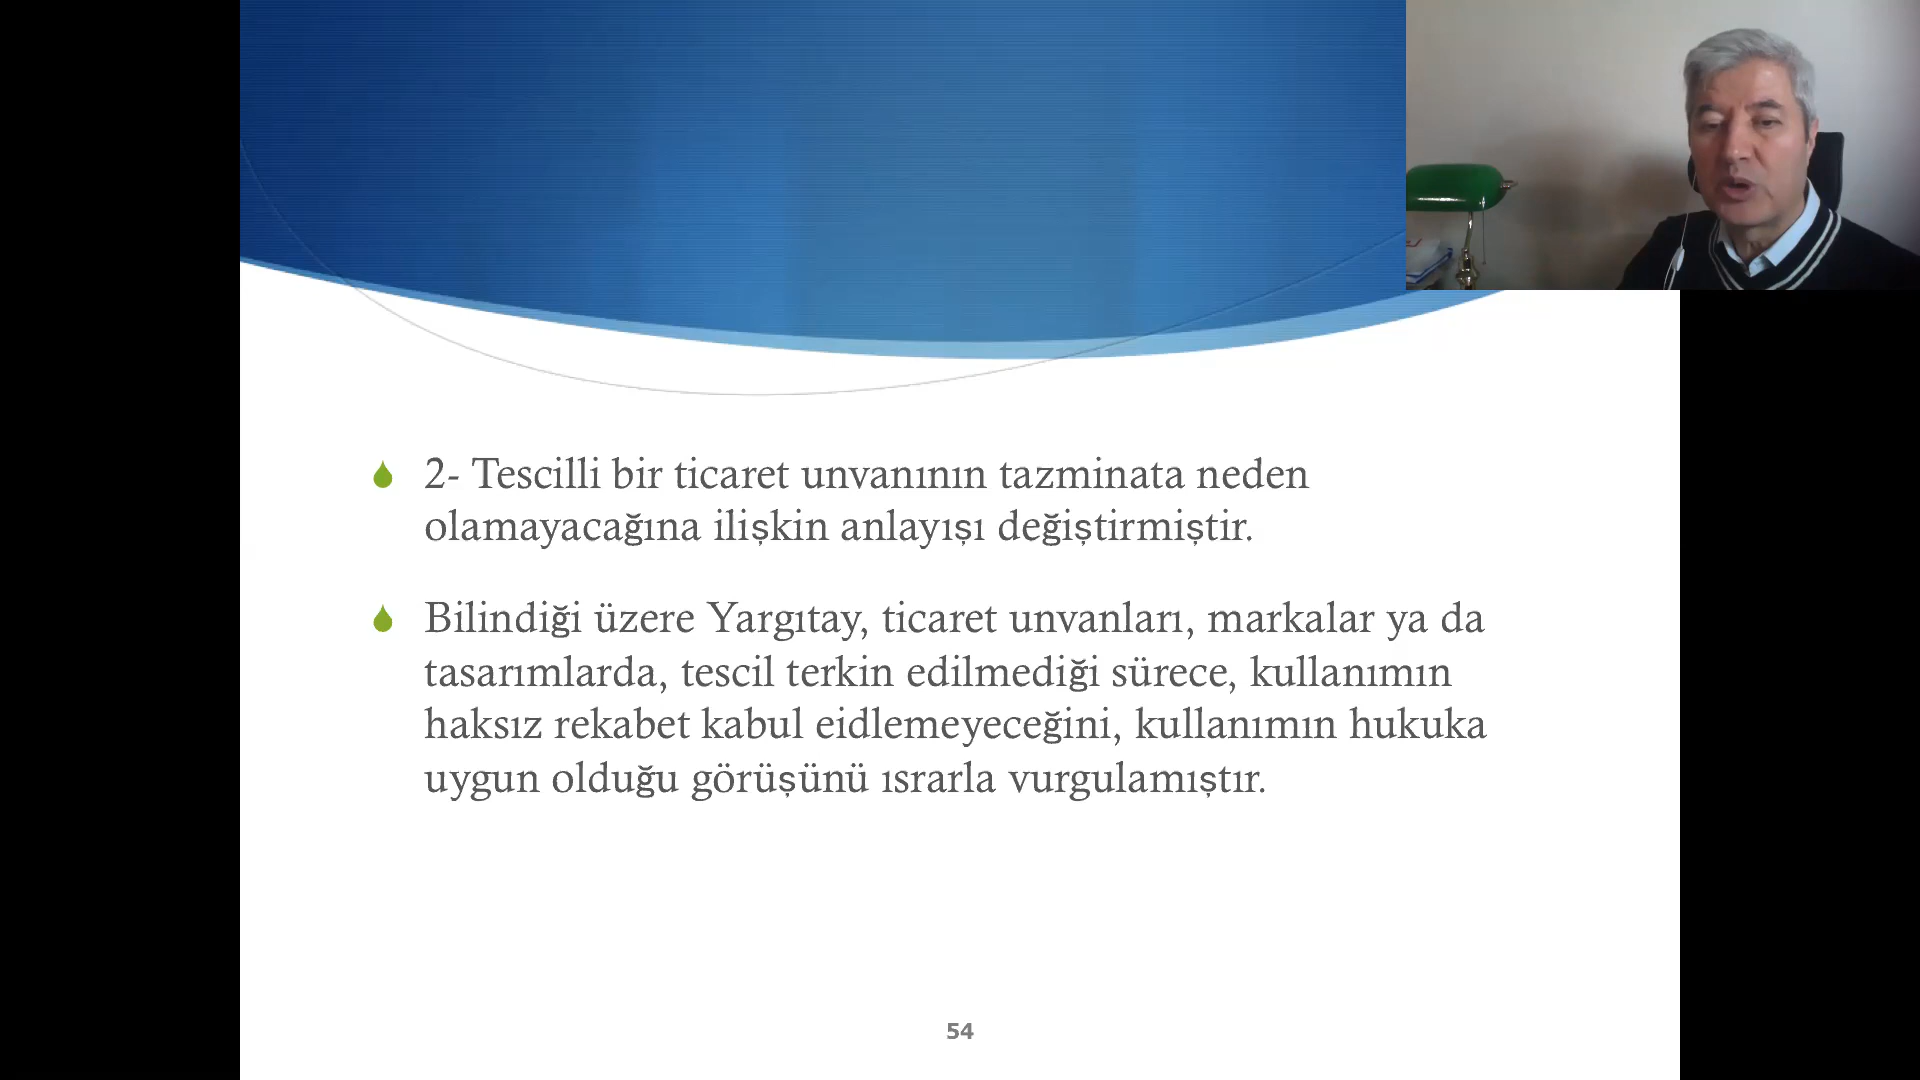 2- Tescilli bir ticaret unvanının tazminata neden
olamayacağına ilişkin anlayışı değiştirmiştir.
Bilindiği üzere Yargıtay, ticaret unvanları, markalar ya da
tasarımlarda, tescil terkin edilmediği sürece, kullanımın
haksız rekabet kabul eidlemeyeceğini, kullanımın hukuka
uygun olduğu görüşünü ısrarla vurgulamıştır.
54